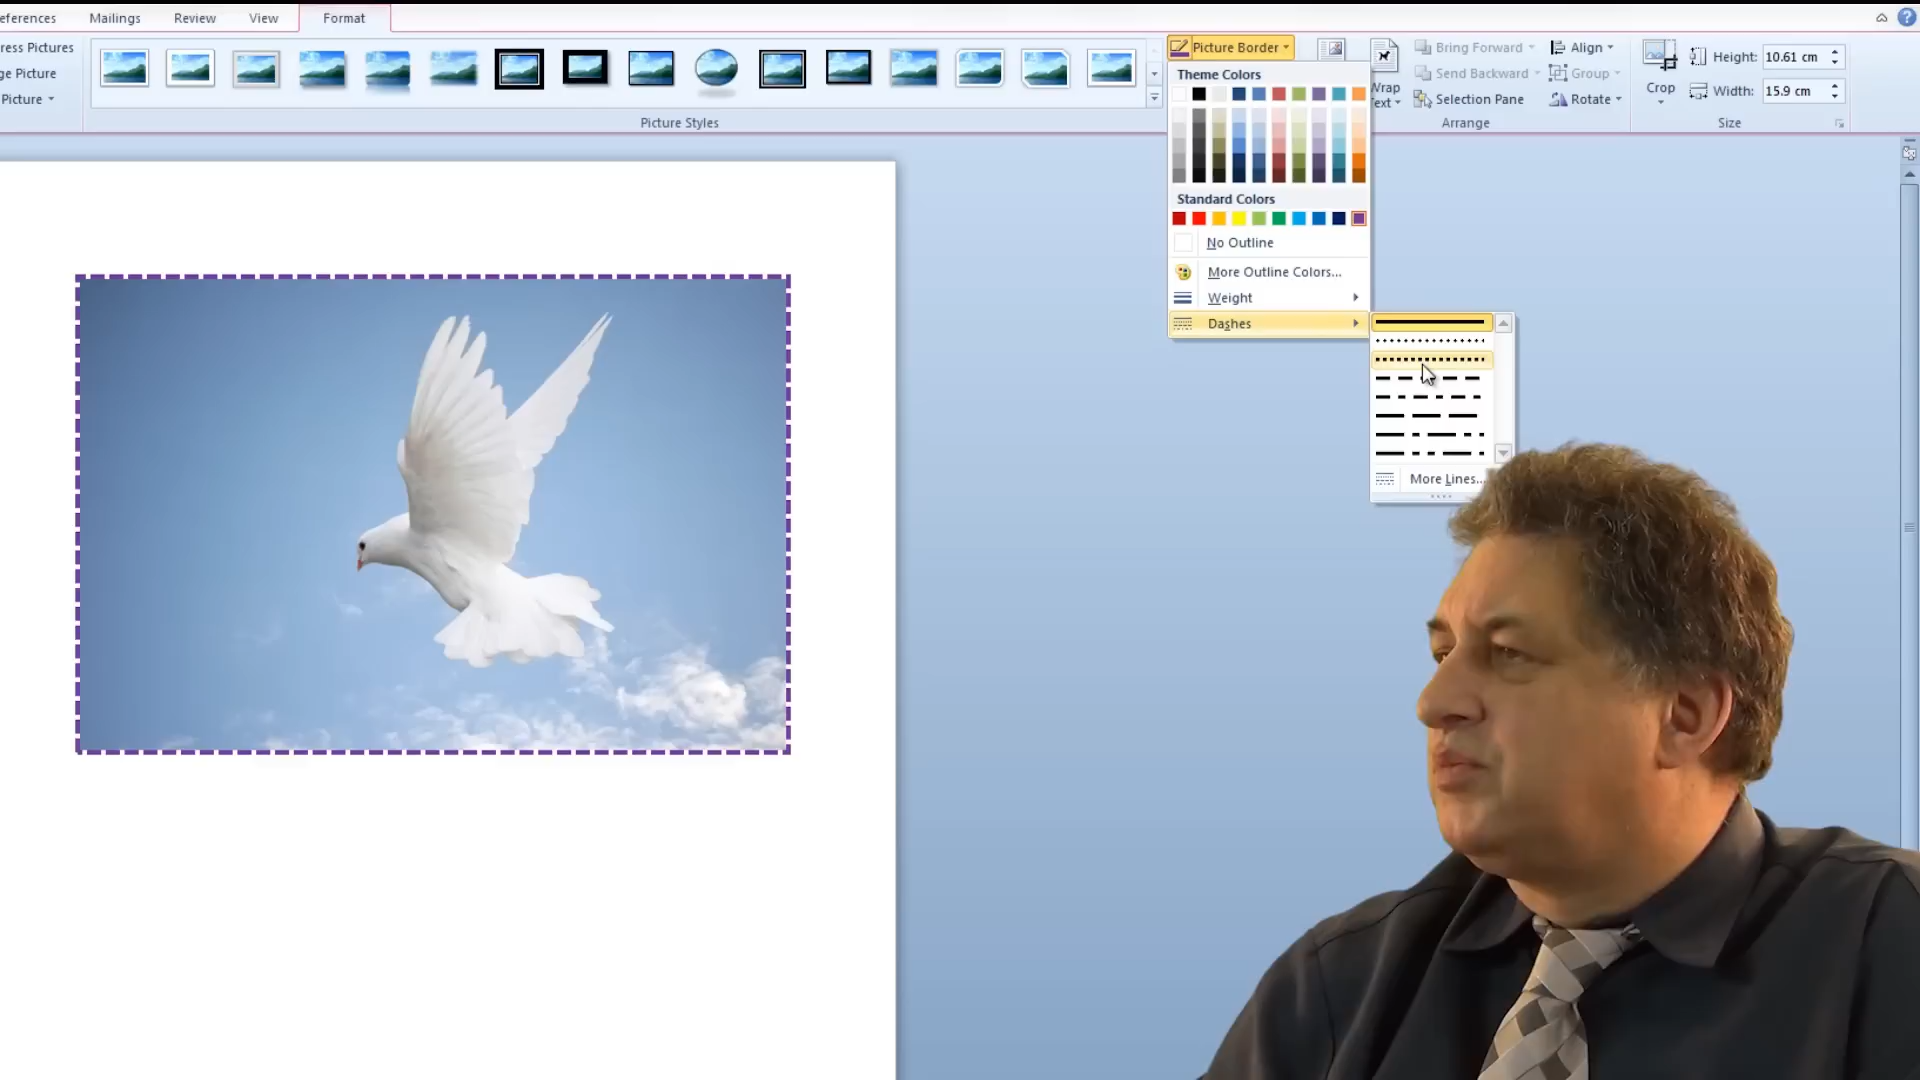 eferences Mailings Review View Format
ress Pictures
ge Picture
Picture
Picture Styles
Picture Border
Theme Colors
Standard Colors
No Outline
More Outline Colors...
Weight
Dashes
More Lines...
Wrap
Text
Bring Forward
Send Backward
Selection Pane
Align
Group
Rotate
Arrange
Crop
Height: 10.61 cm
Width: 15.9 cm
Size